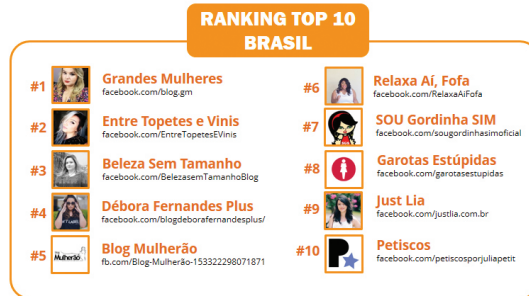 RANKING TOP 10
BRASIL
#1
Grandes Mulheres
facebook.com/blog.gm
#2
Entre Topetes e Vinis
facebook.com/EntreTopetesEVinis
#3
Beleza Sem Tamanho
facebook.com/BelezasemTamanhoBlog
#4
Débora Fernandes Plus
facebook.com/blogdeborafernandesplus/
#5
Mulherão
Blog Mulherão
fb.com/Blog-Mulherão-153322298071871
#6
Relaxa Aí, Fofa
facebook.com/RelaxaAiFofa
#7
SOU Gordinha SIM
facebook.com/sougordinhasimoficial
#8
Garotas Estúpidas
facebook.com/garotasestupidas
#9
Just Lia
facebook.com/justlia.com.br
#10
P
Petiscos
facebook.com/petiscosporjuliapetit